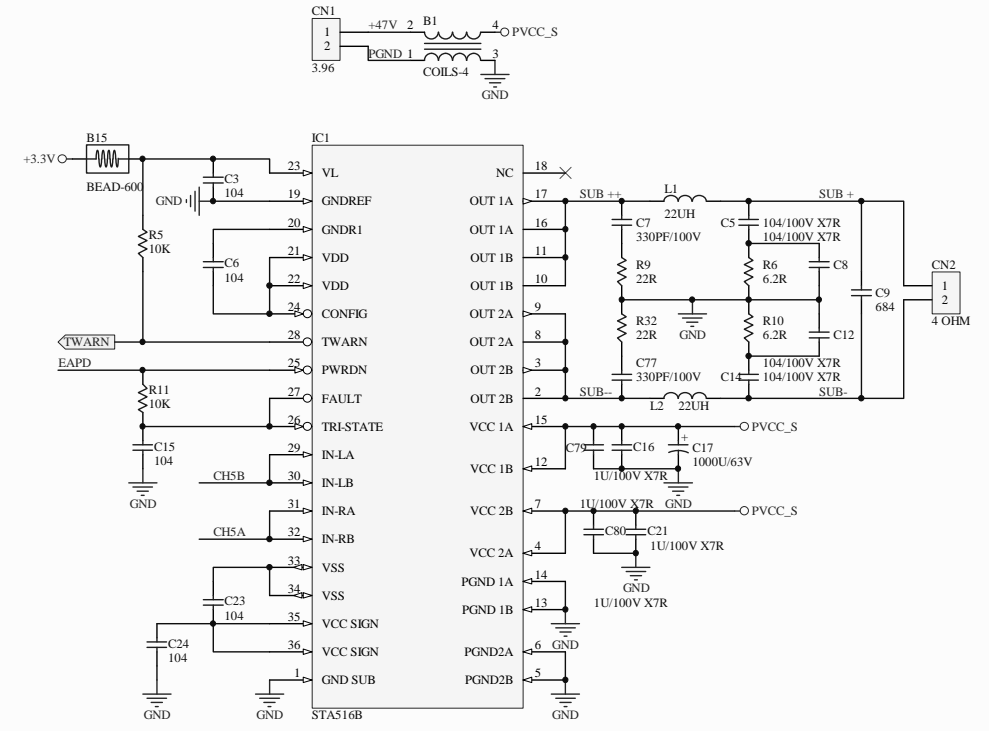 CN1
1
2
3.96
+47V 2
B1
4
PVCC_S
PGND 1
3
COILS-4
GND
B15
+3.3V
BEAD-600
C3
104
GND
R5
10K
C6
104
TWARN
EAPD
R11
10K
C15
104
GND
CH5B
CH5A
C23
104
C24
104
GND
GND
IC1
23 VL
19 GNDREF
20 GNDR1
21 VDD
22 VDD
24 CONFIG
28 TWARN
25 PWRDN
27 FAULT
26 TRI-STATE
29 IN-LA
30 IN-LB
31 IN-RA
32 IN-RB
33 VSS
34 VSS
35 VCC SIGN
36 VCC SIGN
1 GND SUB
STA516B
NC 18
OUT 1A 17
OUT 1A 16
OUT 1B 11
OUT 1B 10
OUT 2A 9
OUT 2A 8
OUT 2B 3
OUT 2B 2
VCC 1A 15
VCC 1B 12
VCC 2B 7
VCC 2A 4
PGND 1A 14
PGND 1B 13
PGND2A 6
PGND2B 5
SUB ++
L1
22UH
SUB +
C7
330PF/100V
C5
104/100V X7R
104/100V X7R
R9
22R
R6
6.2R
C8
C9
684
CN2
1
2
4 OHM
GND
R32
22R
R10
6.2R
C12
C77
330PF/100V
104/100V X7R
C14
104/100V X7R
SUB--
L2 22UH
SUB-
PVCC_S
C79
C16
C17
+
1000U/63V
1U/100V X7R
GND
1U/100V X7R
PVCC_S
C80
C21
1U/100V X7R
GND
1U/100V X7R
GND
GND